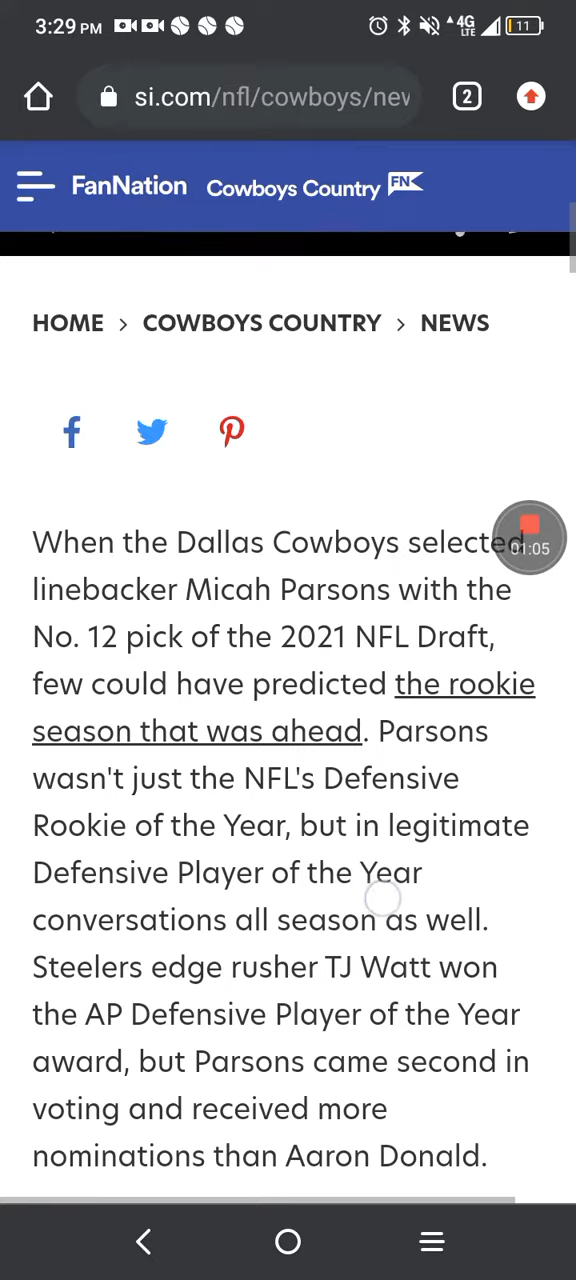 3:29 PM 4G LTE 11
si.com/nfl/cowboys/nev 2
FanNation Cowboys Country FN
HOME > COWBOYS COUNTRY > NEWS
When the Dallas Cowboys selected
01:05
linebacker Micah Parsons with the
No. 12 pick of the 2021 NFL Draft,
few could have predicted the rookie
season that was ahead. Parsons
wasn't just the NFL's Defensive
Rookie of the Year, but in legitimate
Defensive Player of the Year
conversations all season as well.
Steelers edge rusher TJ Watt won
the AP Defensive Player of the Year
award, but Parsons came second in
voting and received more
nominations than Aaron Donald.